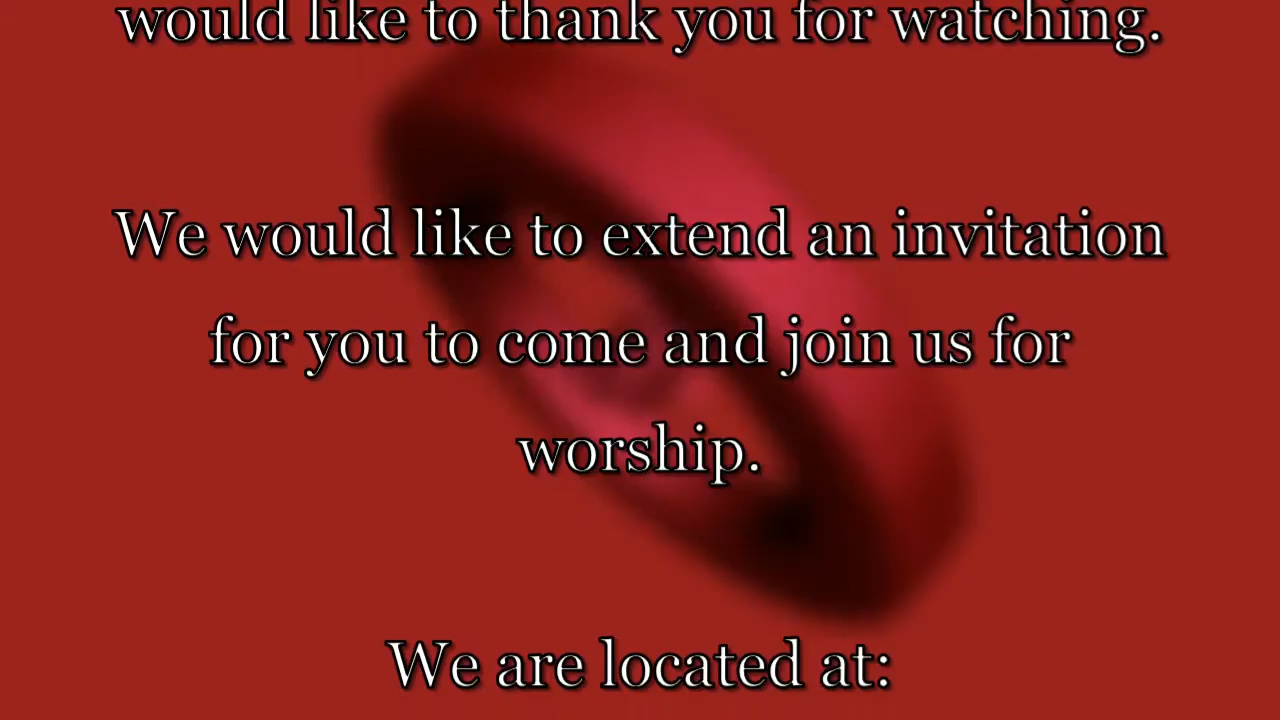 would like to thank you for watching.
We would like to extend an invitation
for you to come and join us for
worship.
We are located at: